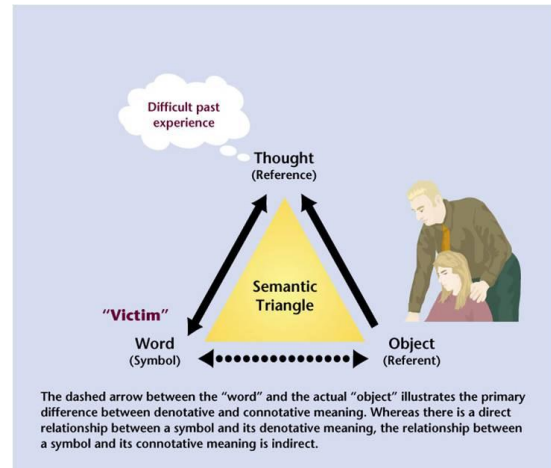 Difficult past
experience
Thought
(Reference)
Semantic
Triangle
"Victim"
Word
(Symbol)
Object
(Referent)
The dashed arrow between the "word" and the actual "object" illustrates the primary
difference between denotative and connotative meaning. Whereas there is a direct
relationship between a symbol and its denotative meaning, the relationship between
a symbol and its connotative meaning is indirect.